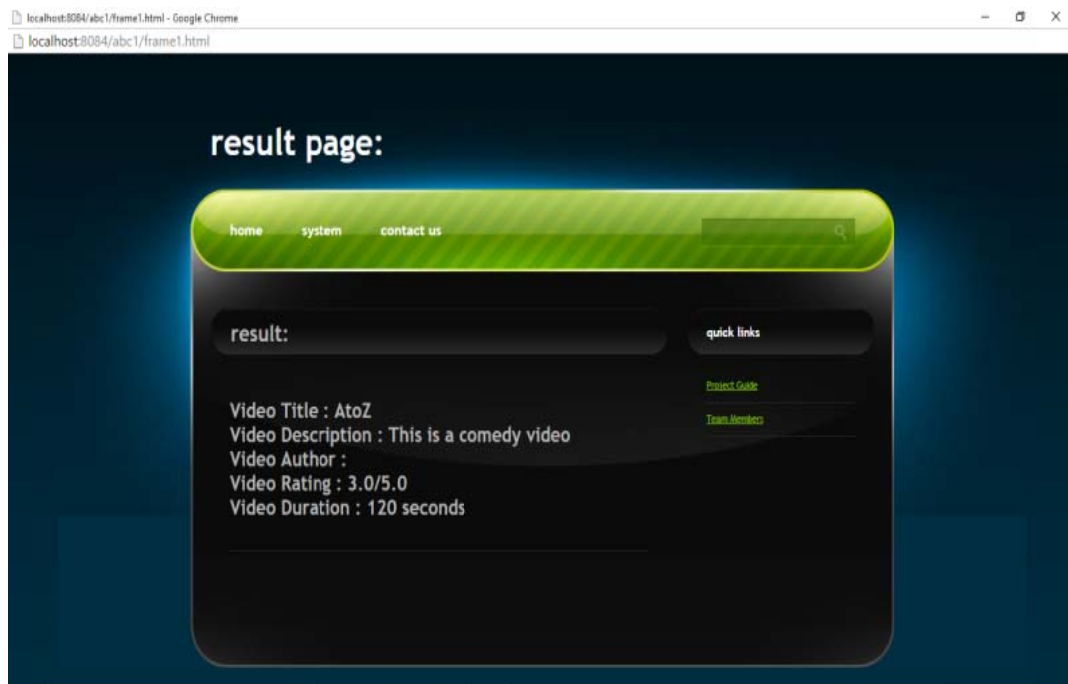 localhost:8084/abc1/frame1.html - Google Chrome
localhost:8084/abc1/frame1.html
result page:
home system contact us
result:
quick links
Project Guide
Team Members
Video Title : AtoZ
Video Description : This is a comedy video
Video Author :
Video Rating : 3.0/5.0
Video Duration : 120 seconds